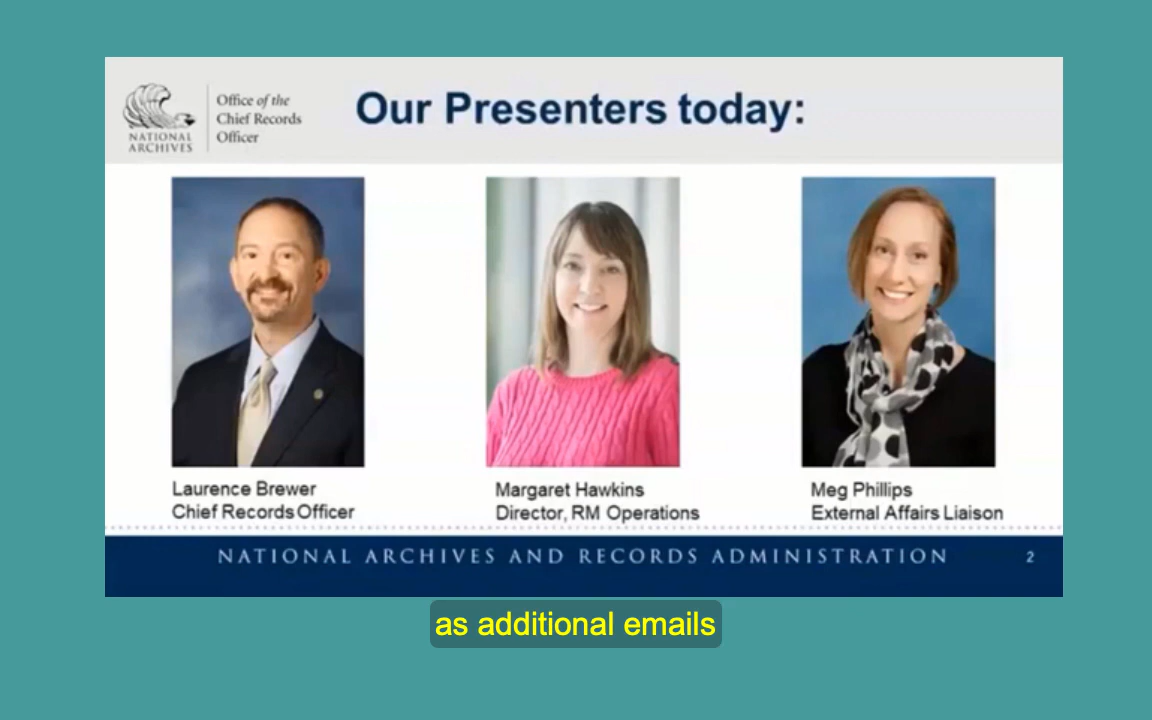 Office of the
Chief Records
Officer
NATIONAL
ARCHIVES
Our Presenters today:
Laurence Brewer
Chief Records Officer
Margaret Hawkins
Director, RM Operations
Meg Phillips
External Affairs Liaison
NATIONAL ARCHIVES AND RECORDS ADMINISTRATION
2
as additional emails